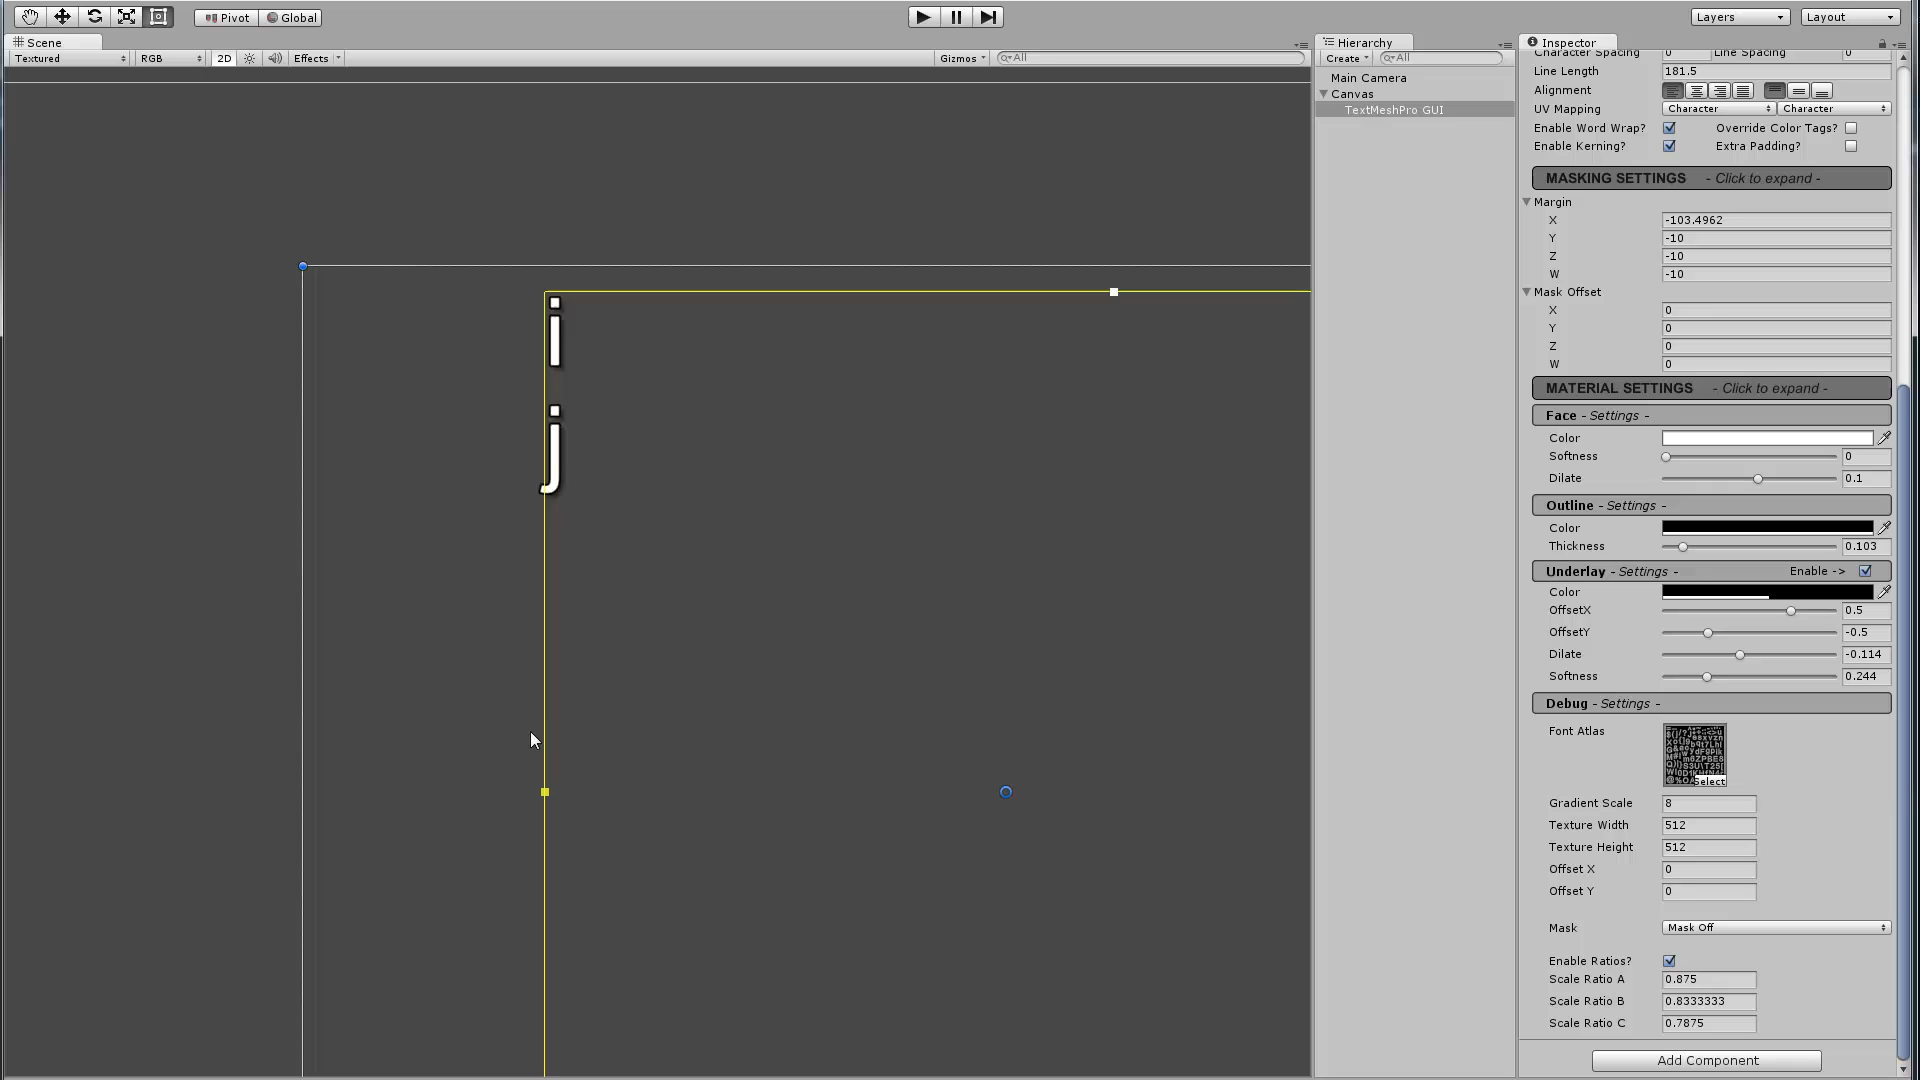 Pivot Global Layers Layout
Scene
Textured RGB 2D Effects Gizmos All
i
j
Hierarchy
Create All
Main Camera
Canvas
TextMeshPro GUI
Inspector
Character Spacing 0 Line Spacing 0
Line Length 181.5
Alignment
UV Mapping Character Character
Enable Word Wrap? Override Color Tags?
Enable Kerning? Extra Padding?
MASKING SETTINGS - Click to expand -
Margin
X -103.4962
Y -10
Z -10
W -10
Mask Offset
X 0
Y 0
Z 0
W 0
MATERIAL SETTINGS - Click to expand -
Face - Settings -
Color
Softness 0
Dilate 0.1
Outline - Settings -
Color
Thickness 0.103
Underlay - Settings - Enable ->
Color
OffsetX 0.5
OffsetY -0.5
Dilate -0.114
Softness 0.244
Debug - Settings -
Font Atlas
Select
Gradient Scale 8
Texture Width 512
Texture Height 512
Offset X 0
Offset Y 0
Mask Mask Off
Enable Ratios?
Scale Ratio A 0.875
Scale Ratio B 0.8333333
Scale Ratio C 0.7875
Add Component